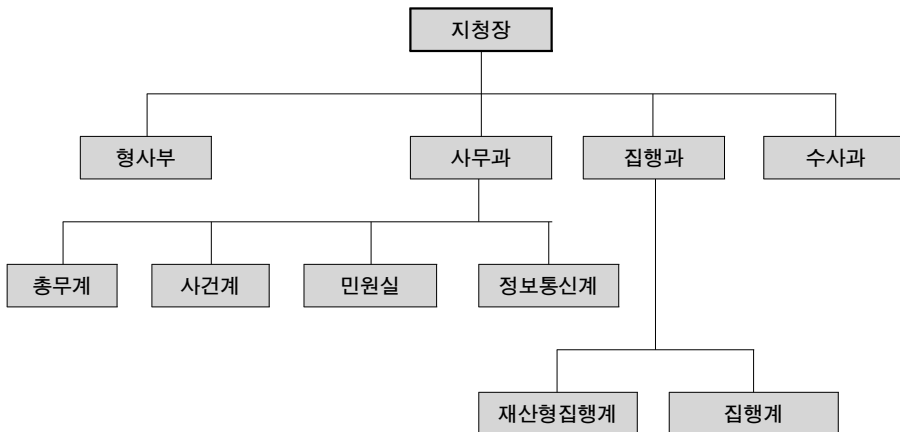 지청장
형사부
사무과
집행과
수사과
총무계
사건계
민원실
정보통신계
재산형집행계
집행계